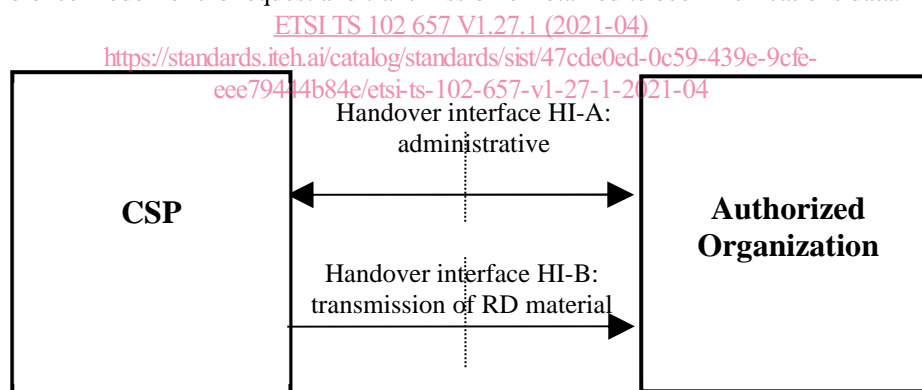 ETSI TS 102 657 V1.27.1 (2021-04)
https://standards.iteh.ai/catalog/standards/sist/47cde0ed-0c59-439e-9cfe-
eee79444b84e/etsi-ts-102-657-v1-27-1-2021-04
Handover interface HI-A:
administrative
CSP
Authorized
Organization
Handover interface HI-B:
transmission of RD material